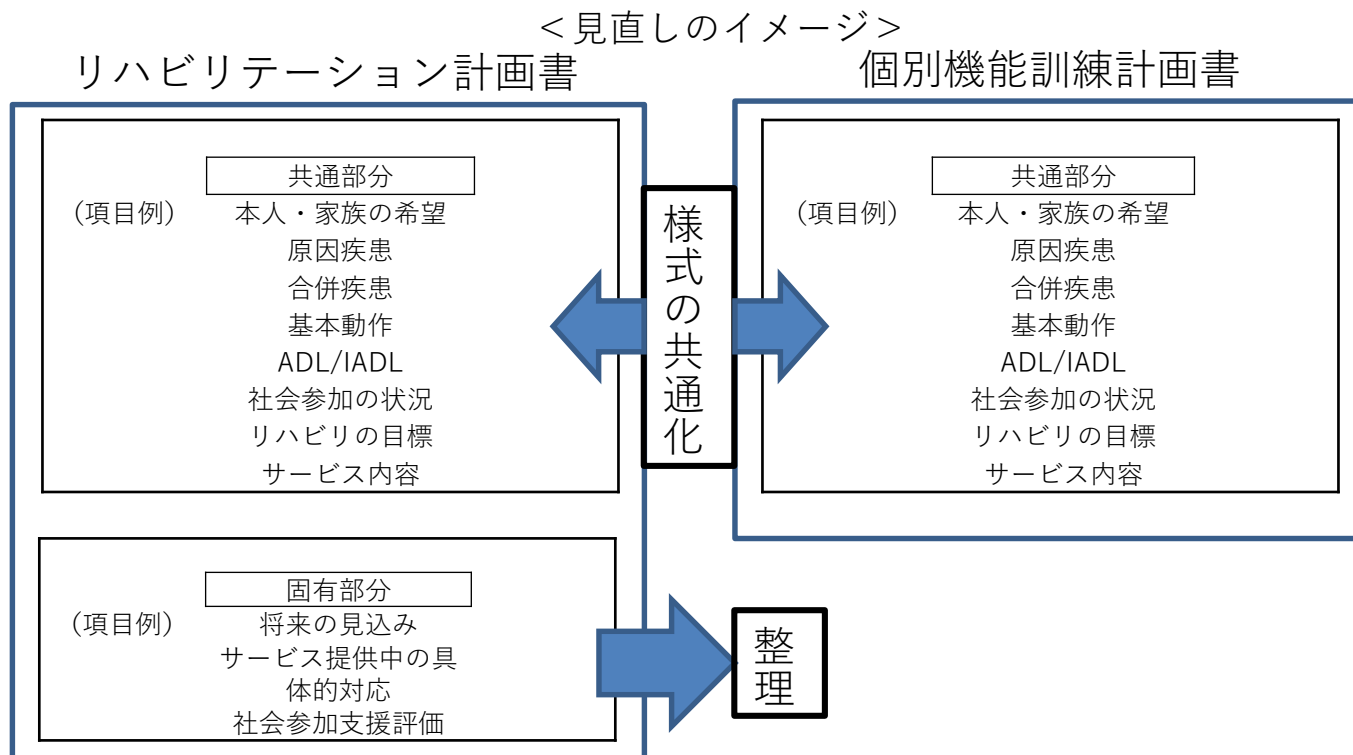 ＜見直しのイメージ＞
リハビリテーション計画書
共通部分
（項目例）
本人・家族の希望
原因疾患
合併疾患
基本動作
ADL/IADL
社会参加の状況
リハビリの目標
サービス内容
固有部分
（項目例）
将来の見込み
サービス提供中の具
体的対応
社会参加支援評価
様式の共通化
整理
個別機能訓練計画書
共通部分
（項目例）
本人・家族の希望
原因疾患
合併疾患
基本動作
ADL/IADL
社会参加の状況
リハビリの目標
サービス内容